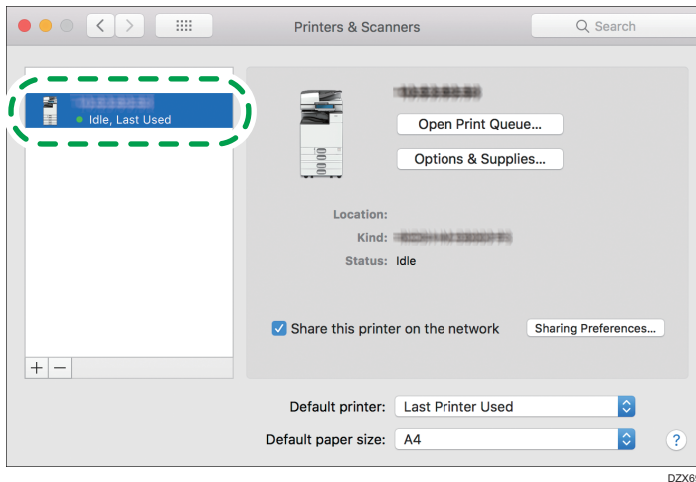 Printers & Scanners
Search
Idle, Last Used
Open Print Queue...
Options & Supplies...
Location:
Kind:
Status: Idle
Share this printer on the network
Sharing Preferences...
+ −
Default printer: Last Printer Used
Default paper size: A4
?